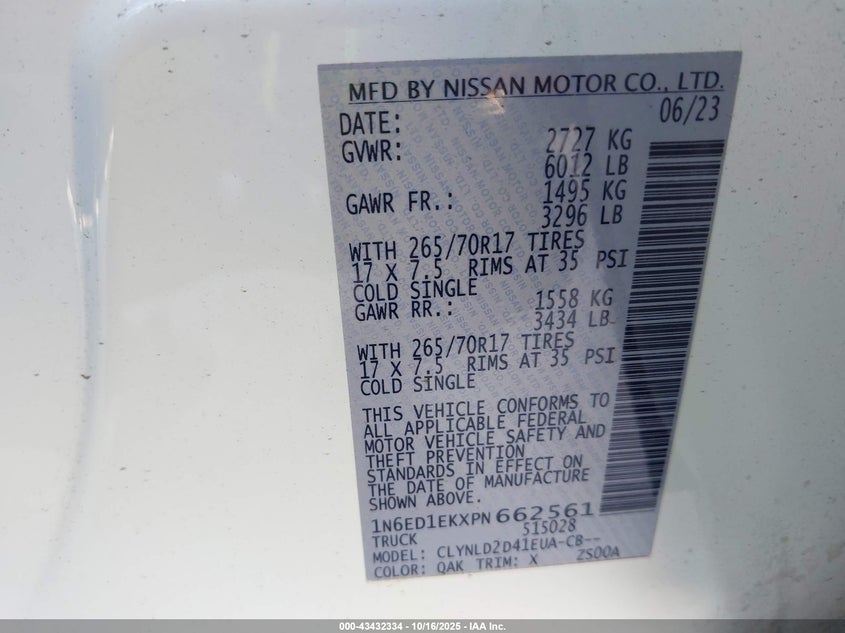 MFD BY NISSAN MOTOR CO., LTD.
DATE: 06/23
GVWR: 2727 KG
6012 LB
GAWR FR.: 1495 KG
3296 LB
WITH 265/70R17 TIRES
17 X 7.5 RIMS AT 35 PSI
COLD SINGLE
GAWR RR.: 1558 KG
3434 LB
WITH 265/70R17 TIRES
17 X 7.5 RIMS AT 35 PSI
COLD SINGLE
THIS VEHICLE CONFORMS TO
ALL APPLICABLE FEDERAL
MOTOR VEHICLE SAFETY AND
THEFT PREVENTION
STANDARDS IN EFFECT ON
THE DATE OF MANUFACTURE
SHOWN ABOVE.
1N6ED1EKXPN662561
TRUCK 515028
MODEL: CLYNLD2D41EUA-CB--
COLOR: QAK TRIM: X ZS00A
000-43432334 - 10/16/2025 - IAA Inc.